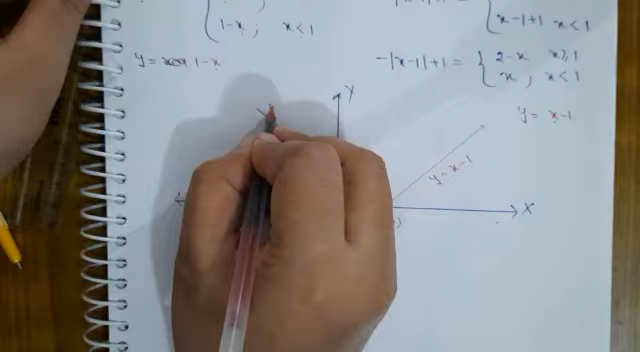 1-x ; x<1
x-1+1 x<1
y = 1-x
-|x-1|+1 = { 2-x x≥1
x , x<1
Y
y = x-1
y=x-1
X